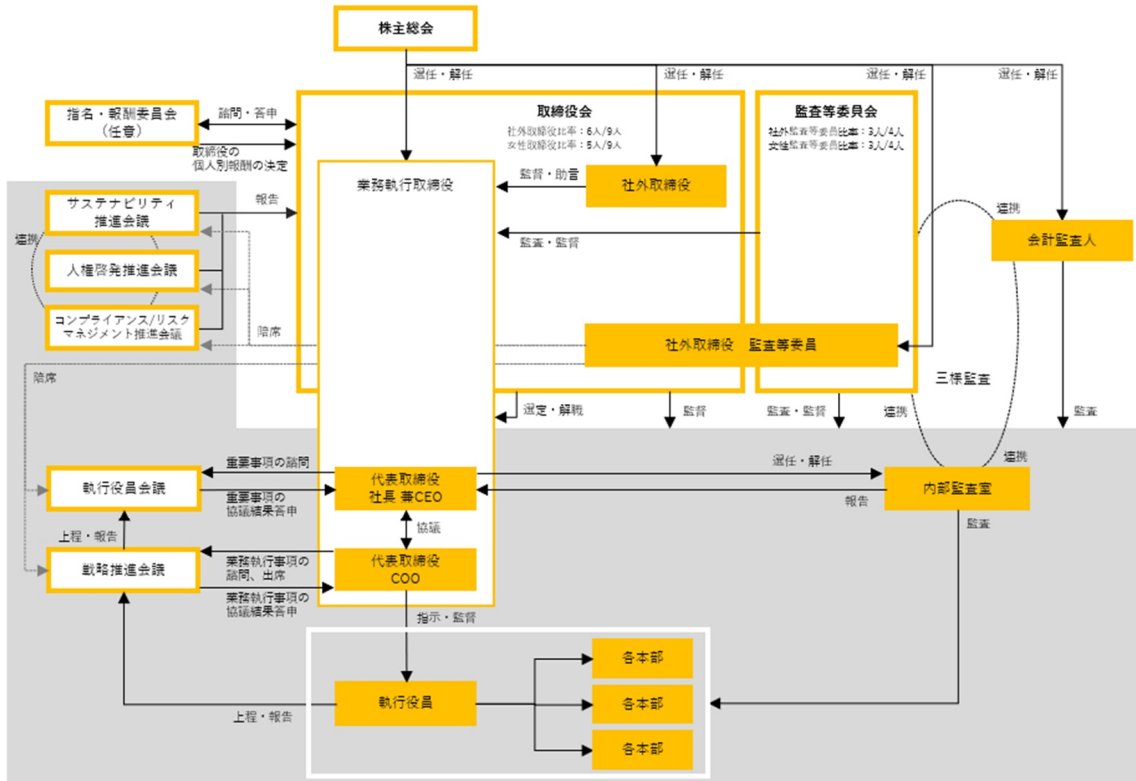 株主総会
選任・解任
選任・解任
選任・解任
選任・解任
指名・報酬委員会
(任意)
諮問・答申
取締役の
個人別報酬の決定
取締役会
社外取締役比率：6人/9人
女性取締役比率：5人/9人
監査等委員会
社外監査等委員比率：3人/4人
女性監査等委員比率：3人/4人
業務執行取締役
監督・助言
社外取締役
サステナビリティ
推進会議
報告
連携
人権啓発推進会議
コンプライアンス/リスク
マネジメント推進会議
監査・監督
連携
会計監査人
陪席
社外取締役　監査等委員
陪席
三様監査
選定・解職
監督
監査・監督
連携
監査
重要事項の諮問
執行役員会議
重要事項の
協議結果答申
代表取締役
社長 兼CEO
選任・解任
報告
連携
内部監査室
監査
協議
上程・報告
戦略推進会議
業務執行事項の
諮問、出席
業務執行事項の
協議結果答申
代表取締役
COO
指示・監督
上程・報告
執行役員
各本部
各本部
各本部